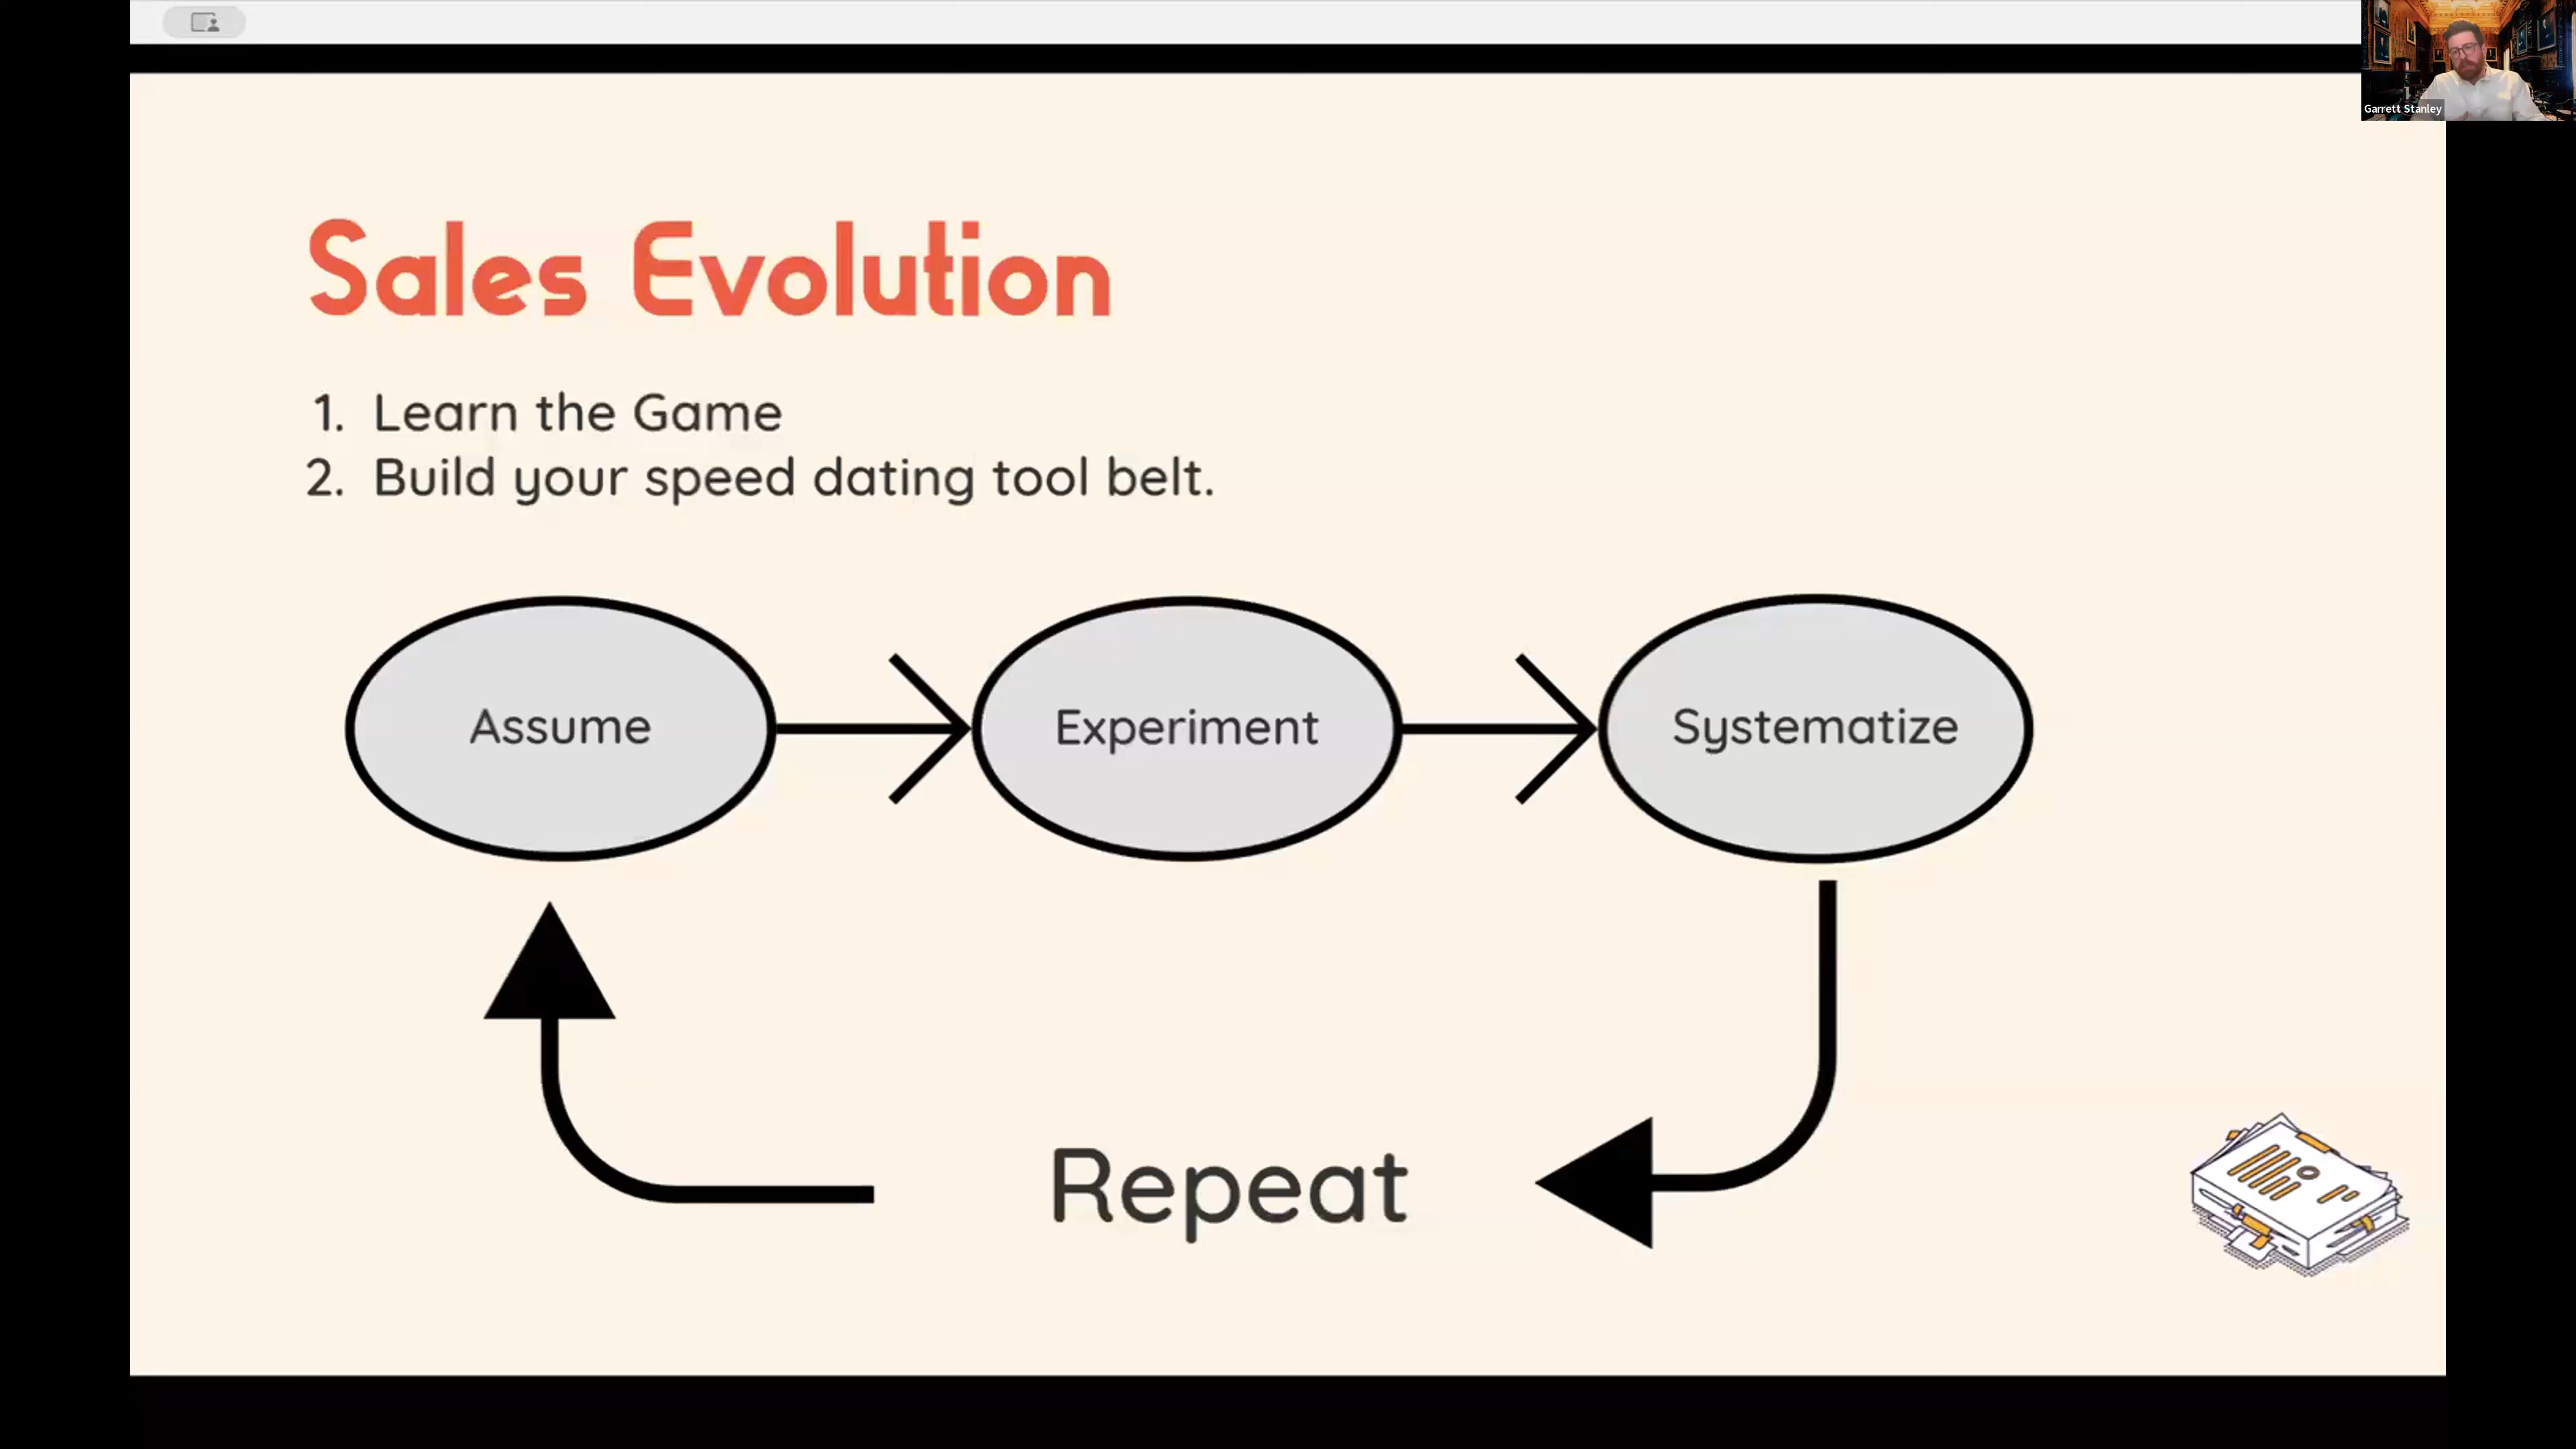 Garrett Stanley
Sales Evolution
1. Learn the Game
2. Build your speed dating tool belt.
Assume
Experiment
Systematize
Repeat